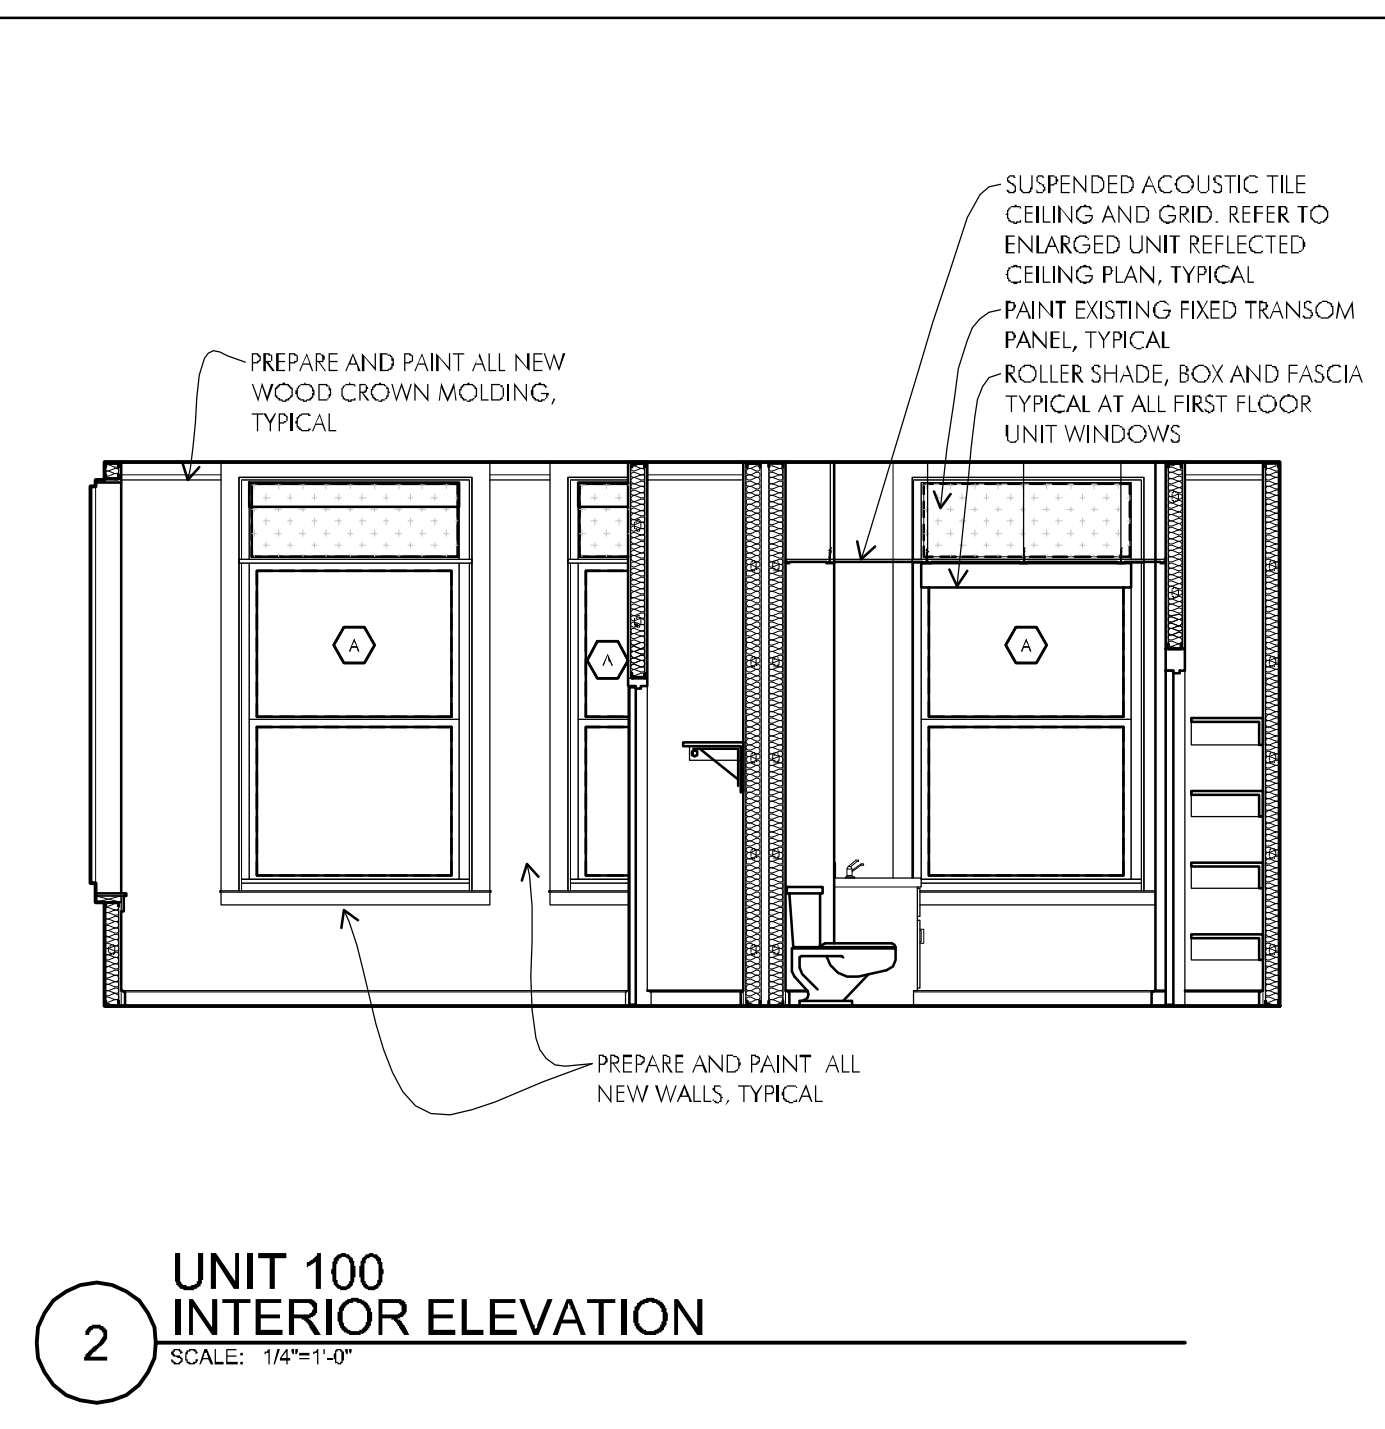 SUSPENDED ACOUSTIC TILE
CEILING AND GRID. REFER TO
ENLARGED UNIT REFLECTED
CEILING PLAN, TYPICAL
PAINT EXISTING FIXED TRANSOM
PANEL, TYPICAL
ROLLER SHADE, BOX AND FASCIA
TYPICAL AT ALL FIRST FLOOR
UNIT WINDOWS
PREPARE AND PAINT ALL NEW
WOOD CROWN MOLDING,
TYPICAL
A
A
A
PREPARE AND PAINT ALL
NEW WALLS, TYPICAL
2
UNIT 100
INTERIOR ELEVATION
SCALE: 1/4"=1'-0"